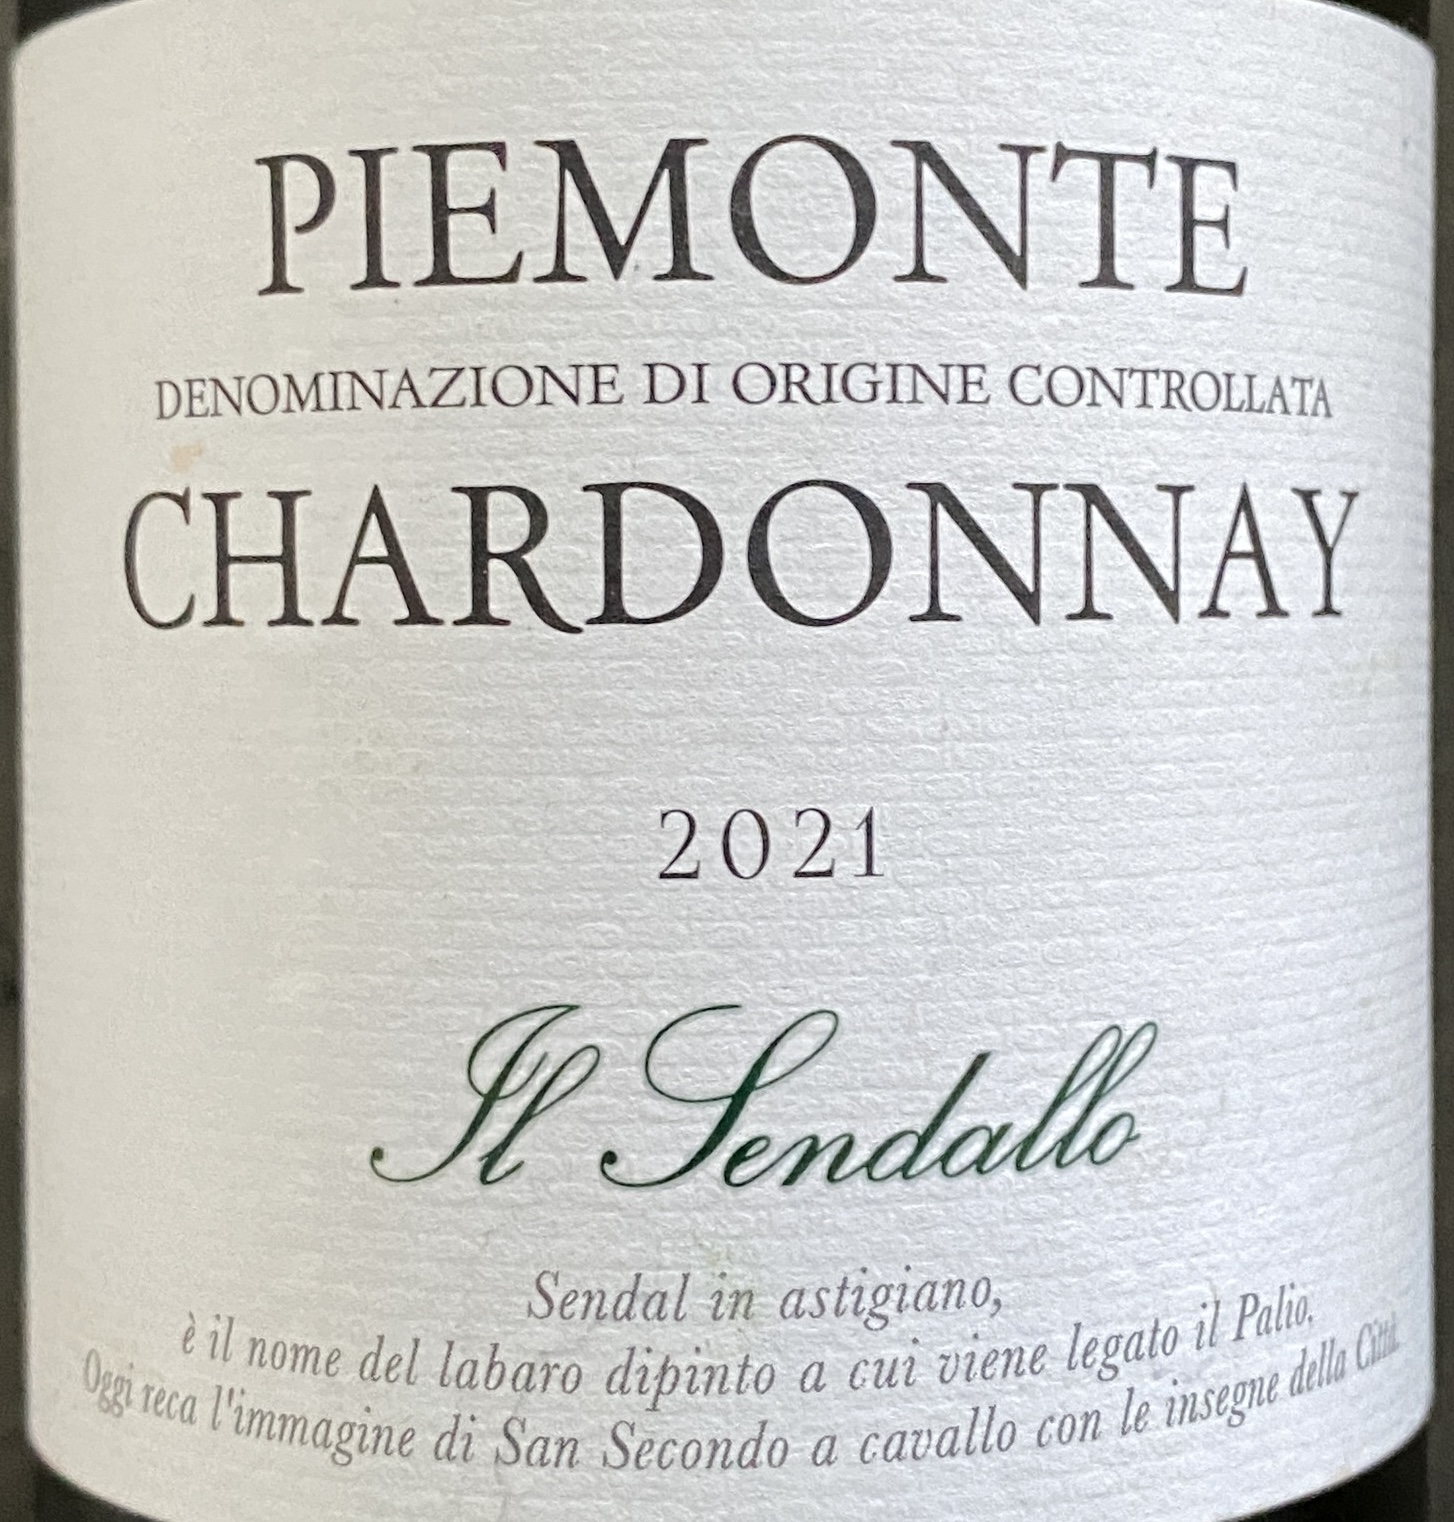 PIEMONTE
DENOMINAZIONE DI ORIGINE CONTROLLATA
CHARDONNAY
2021
Il Sendallo
Sendal in astigiano,
è il nome del labaro dipinto a cui viene legato il Palio.
Oggi reca l'immagine di San Secondo a cavallo con le insegne della Città.